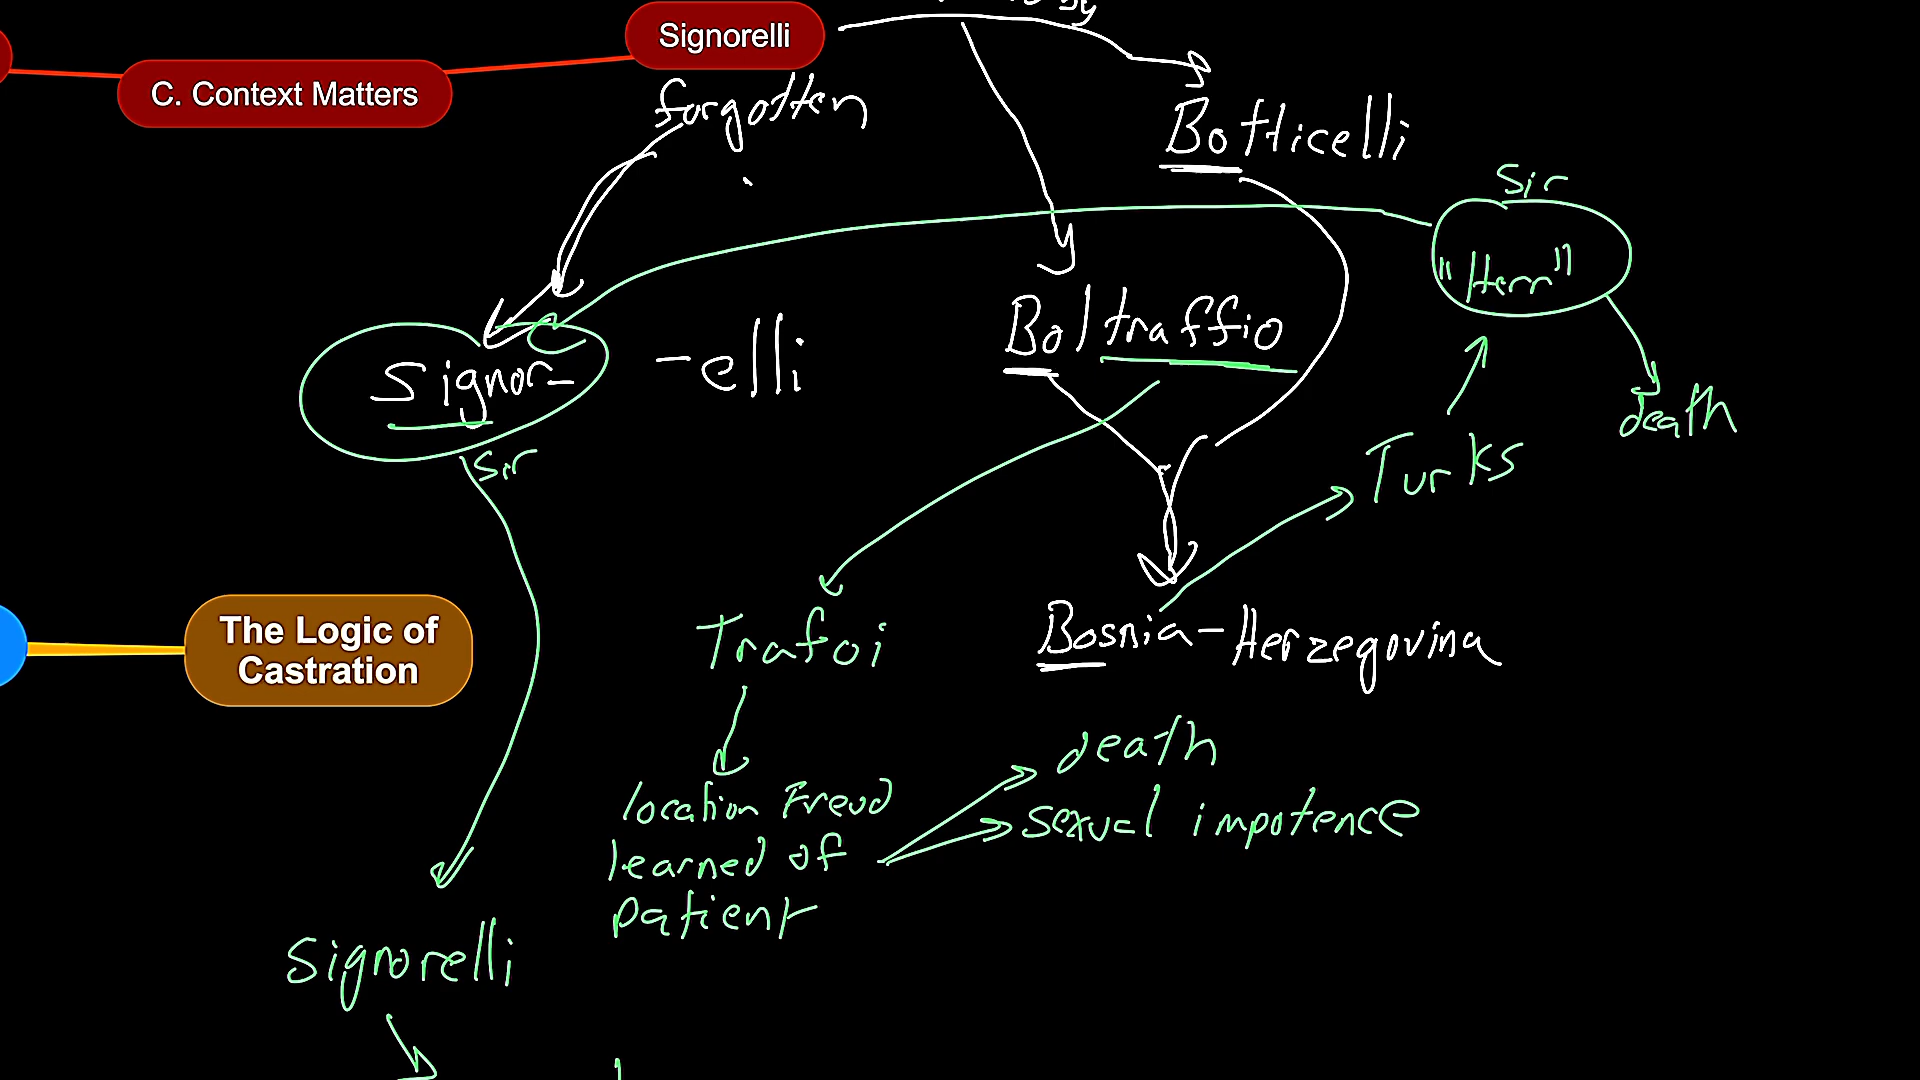 by
Signorelli
C. Context Matters
forgotten
Botticelli
Sir
"Herr"
Boltraffio
Signor-
-elli
death
Sir
Turks
The Logic of
Castration
Trafoi
Bosnia-Herzegovina
death
location Freud
learned of
patient
sexual impotence
Signorelli